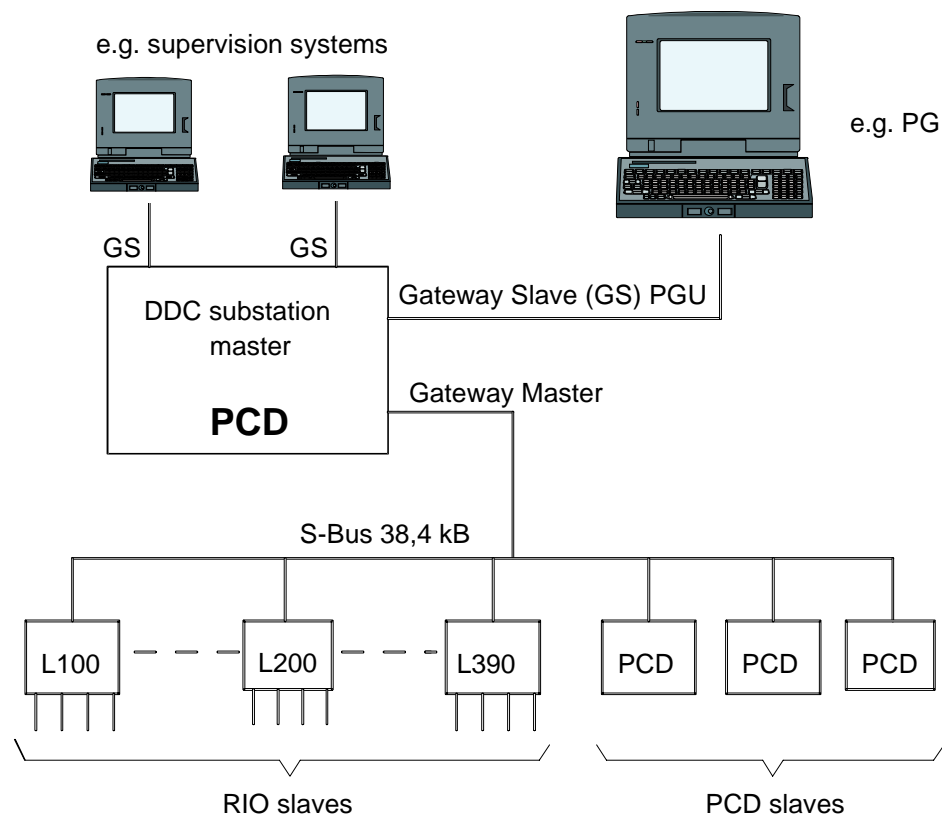 e.g. supervision systems
e.g. PG
GS
GS
Gateway Slave (GS) PGU
DDC substation
master
PCD
Gateway Master
S-Bus 38,4 kB
L100
L200
L390
PCD
PCD
PCD
RIO slaves
PCD slaves